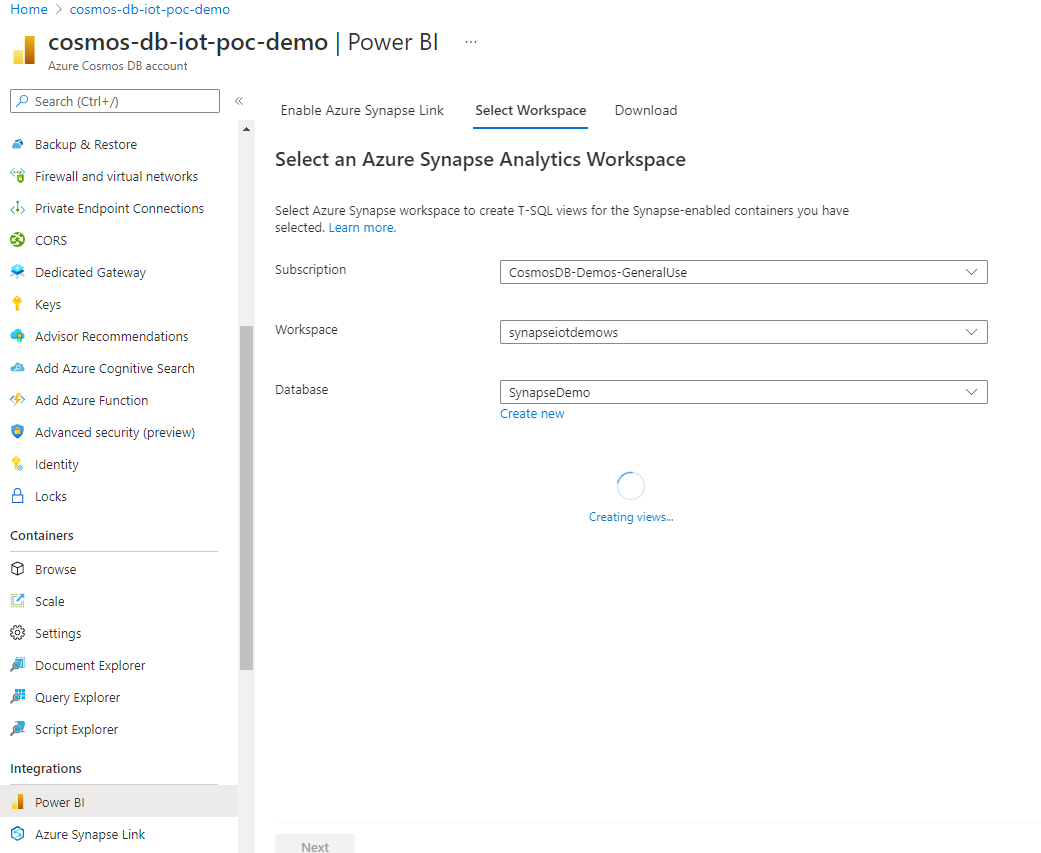 Home > cosmos-db-iot-poc-demo
cosmos-db-iot-poc-demo | Power BI ...
Azure Cosmos DB account
Search (Ctrl+/) «
Backup & Restore
Firewall and virtual networks
Private Endpoint Connections
CORS
Dedicated Gateway
Keys
Advisor Recommendations
Add Azure Cognitive Search
Add Azure Function
Advanced security (preview)
Identity
Locks
Containers
Browse
Scale
Settings
Document Explorer
Query Explorer
Script Explorer
Integrations
Power BI
Azure Synapse Link
Enable Azure Synapse Link Select Workspace Download
Select an Azure Synapse Analytics Workspace
Select Azure Synapse workspace to create T-SQL views for the Synapse-enabled containers you have
selected. Learn more.
Subscription CosmosDB-Demos-GeneralUse
Workspace synapseiotdemows
Database SynapseDemo
Create new
Creating views...
Next